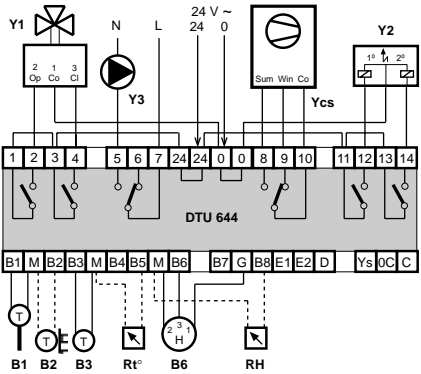 Y1 N L 24 V ~ Y2
24 0
2 1 3
Op Co Cl
1º 2º
Sum Win Co
Y3 Ycs
1 2 3 4 5 6 7 24 24 0 0 8 9 10 11 12 13 14
DTU 644
B1 M B2 B3 M B4 B5 M B6 B7 G B8 E1 E2 D Ys 0C C
T T T 2 3 1
H
B1 B2 B3 Rt° B6 RH